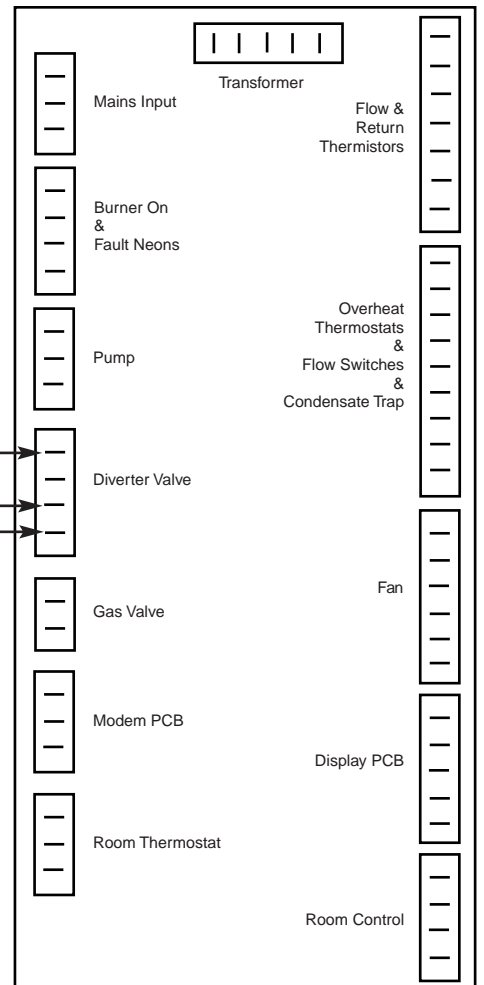 Transformer
Mains Input
Flow &
Return
Thermistors
Burner On
&
Fault Neons
Overheat
Thermostats
&
Flow Switches
&
Condensate Trap
Pump
Diverter Valve
Fan
Gas Valve
Modem PCB
Display PCB
Room Thermostat
Room Control